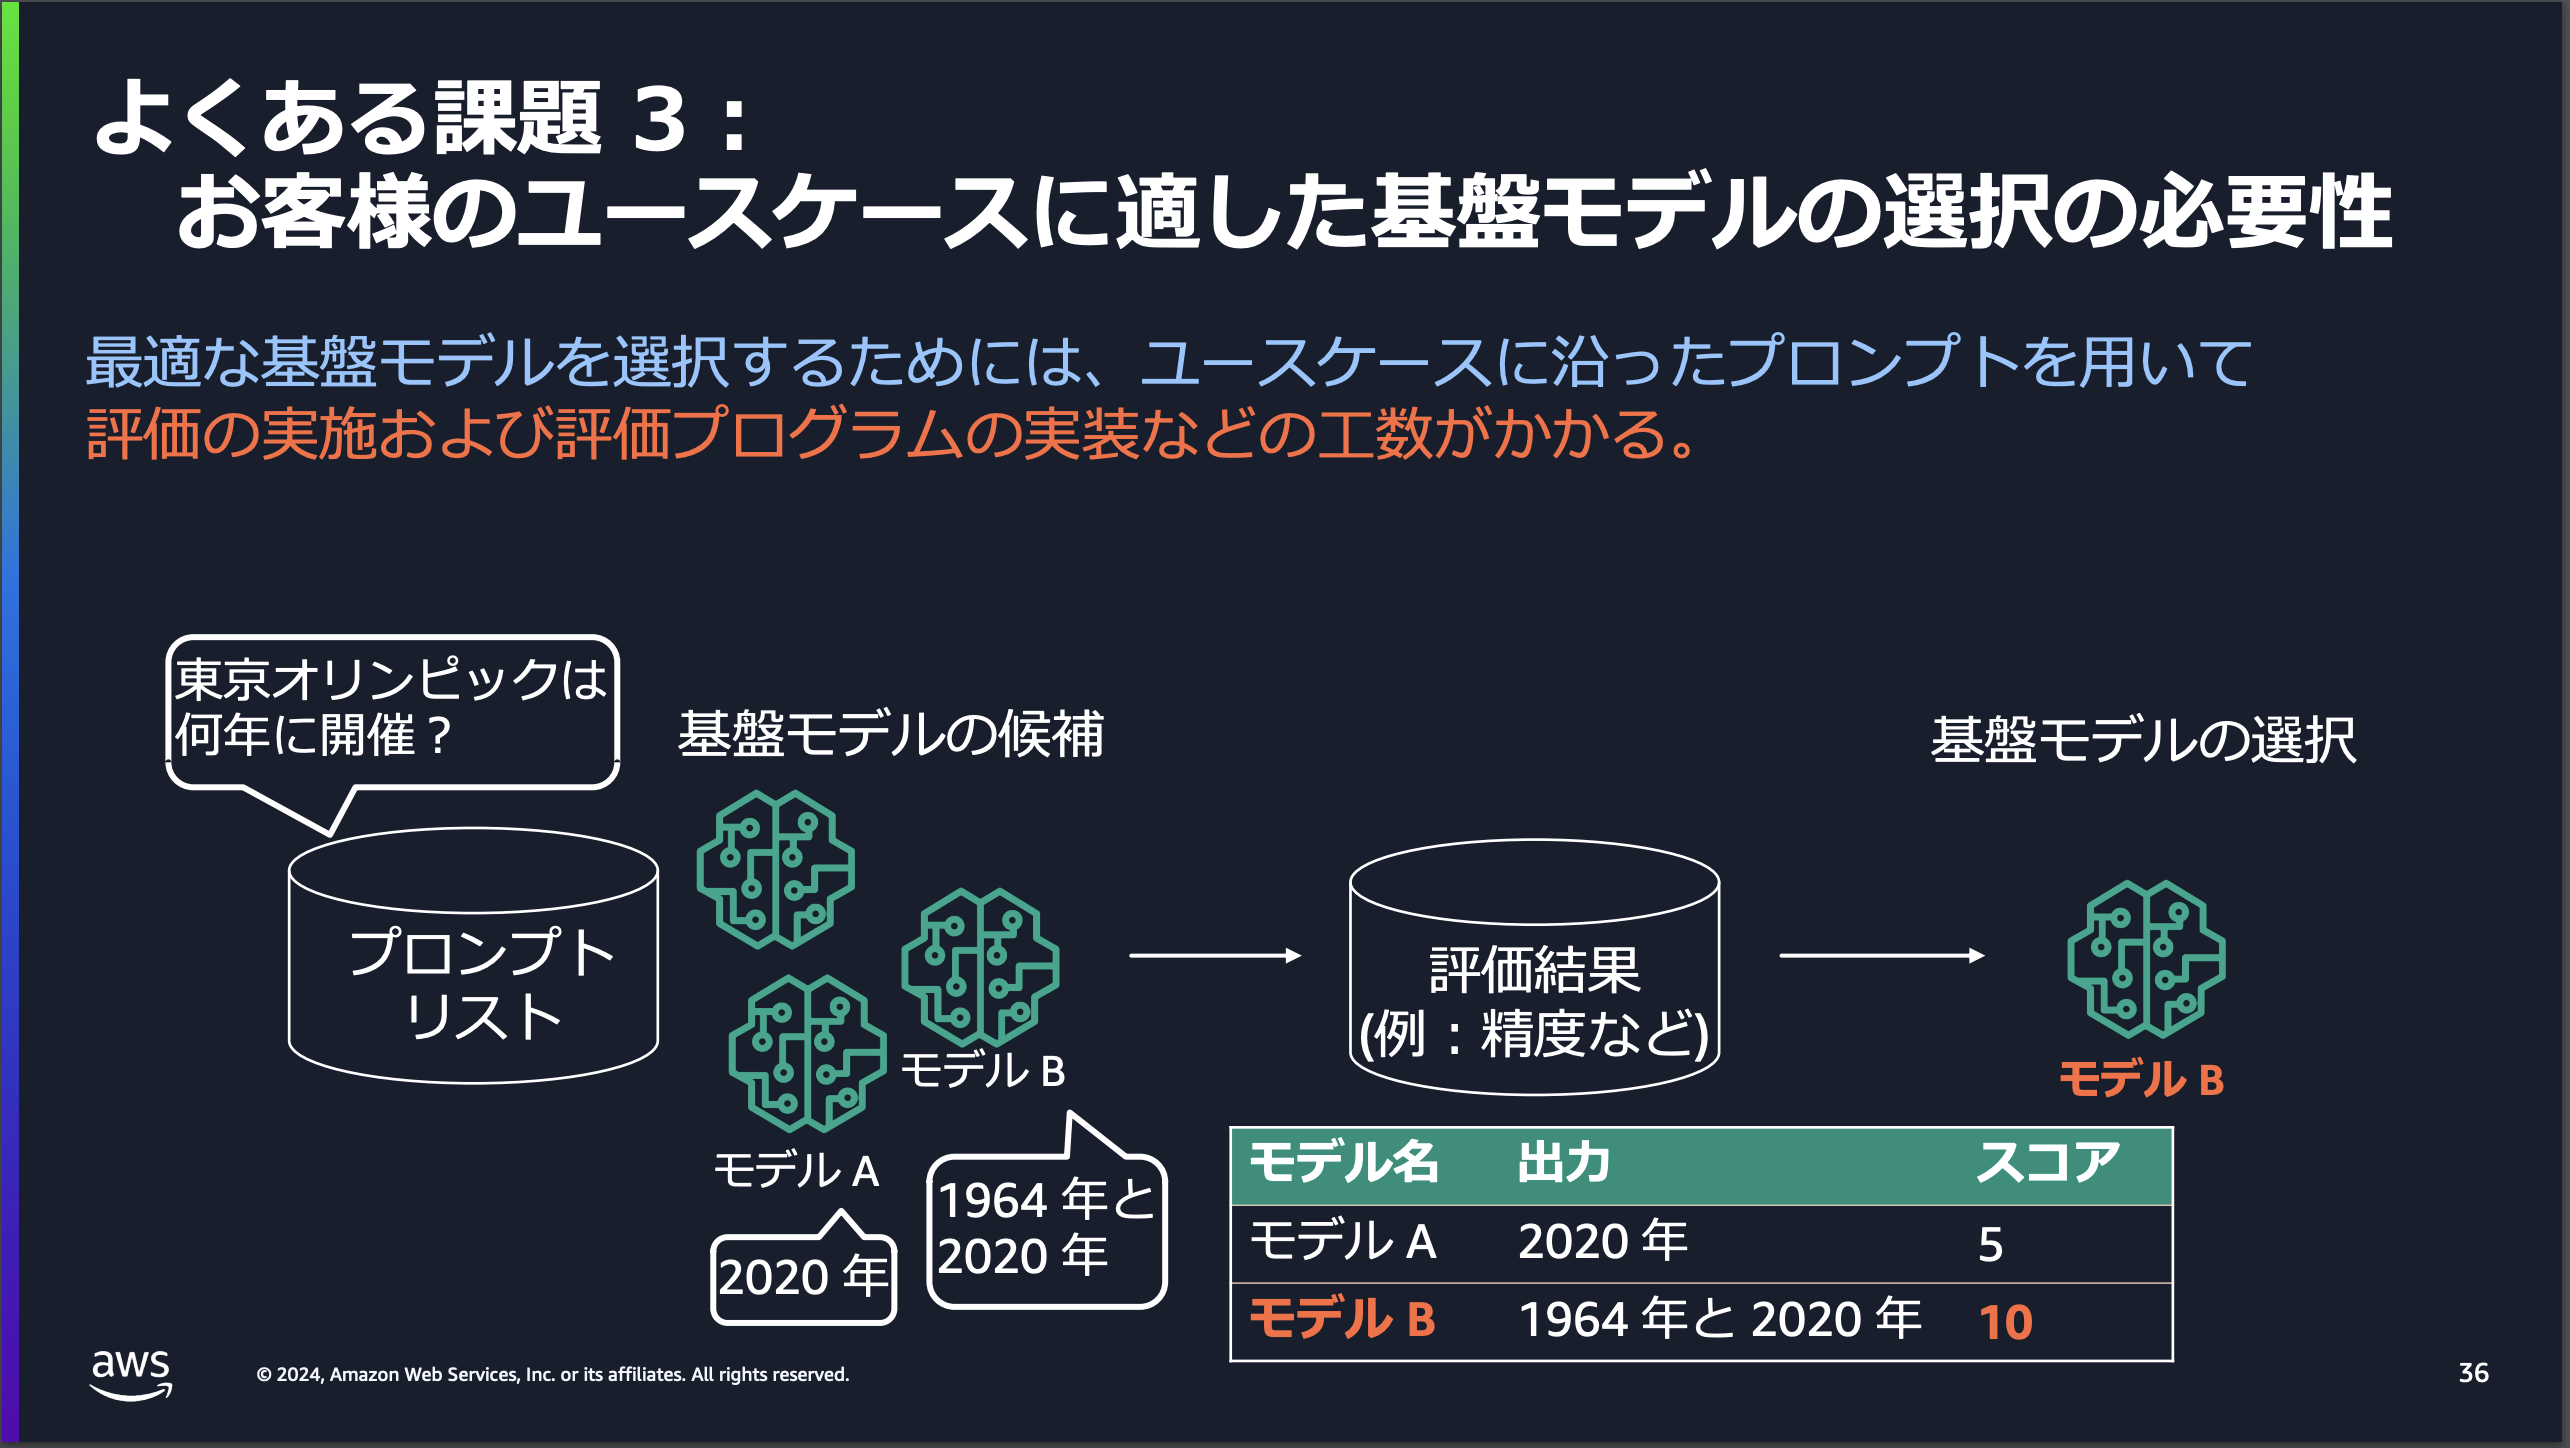 よくある課題 3：
お客様のユースケースに適した基盤モデルの選択の必要性
最適な基盤モデルを選択するためには、ユースケースに沿ったプロンプトを用いて
評価の実施および評価プログラムの実装などの工数がかかる。
東京オリンピックは
何年に開催？
プロンプト
リスト
基盤モデルの候補
モデル B
モデル A
1964 年と
2020 年
2020 年
評価結果
(例：精度など)
基盤モデルの選択
モデル B
モデル名 出力 スコア
モデル A 2020 年 5
モデル B 1964 年と 2020 年 10
aws
© 2024, Amazon Web Services, Inc. or its affiliates. All rights reserved.
36